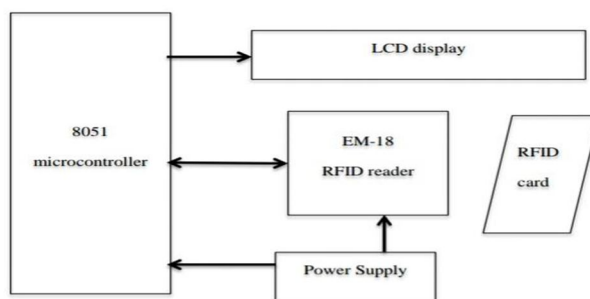 LCD display
8051
microcontroller
EM-18
RFID reader
RFID
card
Power Supply